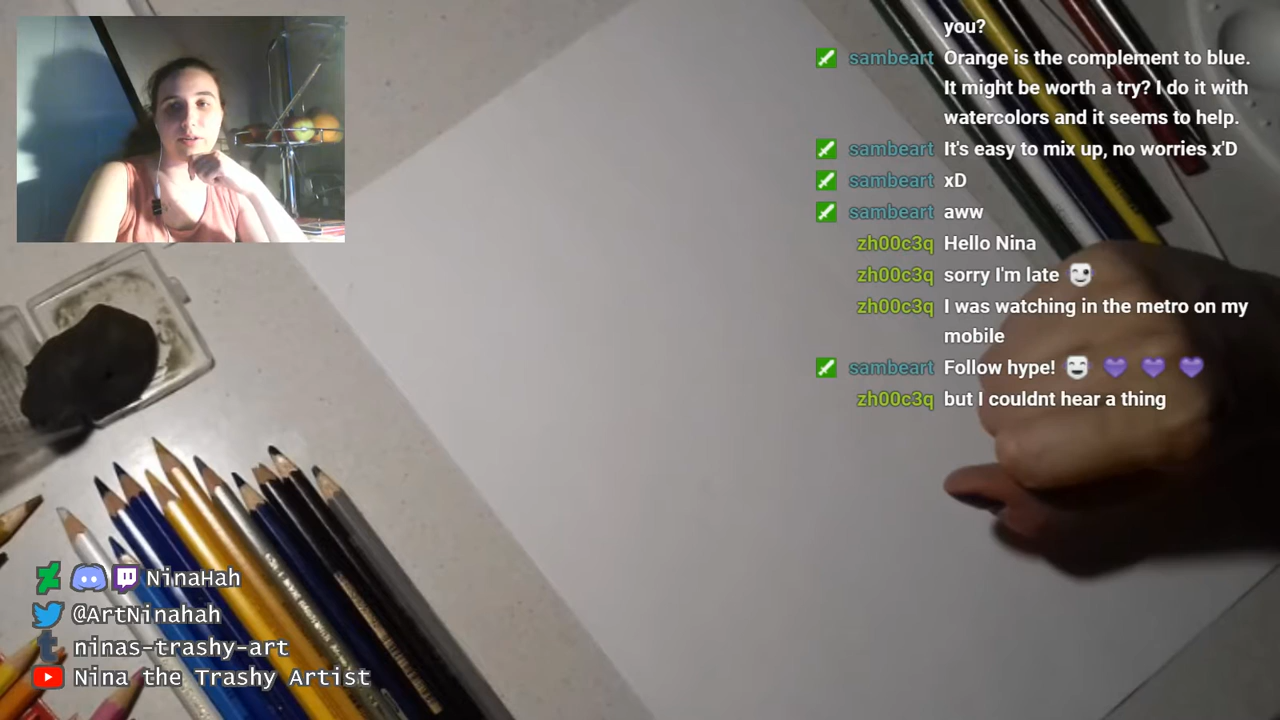 you?
sambeart Orange is the complement to blue.
It might be worth a try? I do it with
watercolors and it seems to help.
sambeart It's easy to mix up, no worries x'D
sambeart xD
sambeart aww
zh00c3q Hello Nina
zh00c3q sorry I'm late
zh00c3q I was watching in the metro on my
mobile
sambeart Follow hype!
zh00c3q but I couldnt hear a thing
NinaHah
@ArtNinahah
ninas-trashy-art
Nina the Trashy Artist